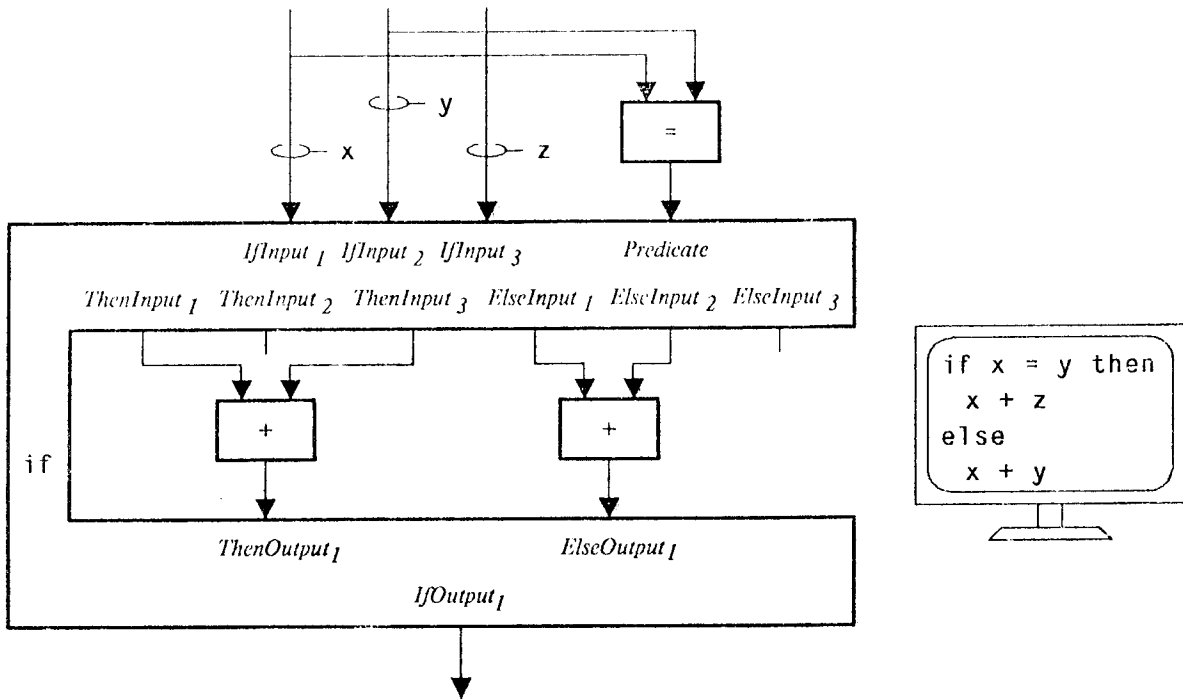 y
=
x
z
IfInput 1 IfInput 2 IfInput 3 Predicate
ThenInput 1 ThenInput 2 ThenInput 3 ElseInput 1 ElseInput 2 ElseInput 3
+ +
if
ThenOutput 1 ElseOutput 1
IfOutput 1
if x = y then
x + z
else
x + y